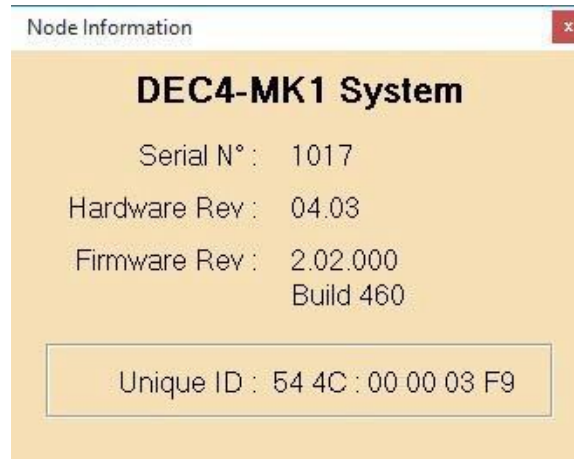 Node Information
x
DEC4-MK1 System
Serial N° : 1017
Hardware Rev : 04.03
Firmware Rev : 2.02.000
Build 460
Unique ID : 54 4C : 00 00 03 F9